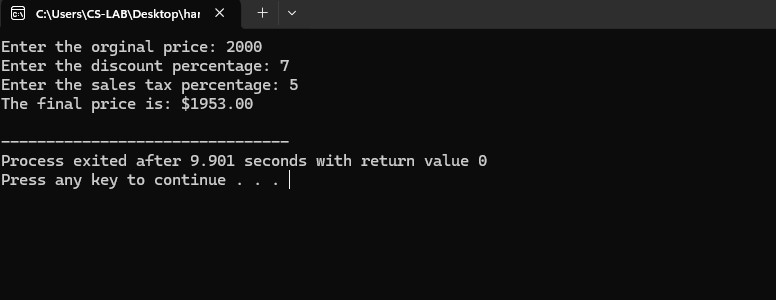 C:\Users\CS-LAB\Desktop\har
Enter the orginal price: 2000
Enter the discount percentage: 7
Enter the sales tax percentage: 5
The final price is: $1953.00
--------------------------------
Process exited after 9.901 seconds with return value 0
Press any key to continue . . .